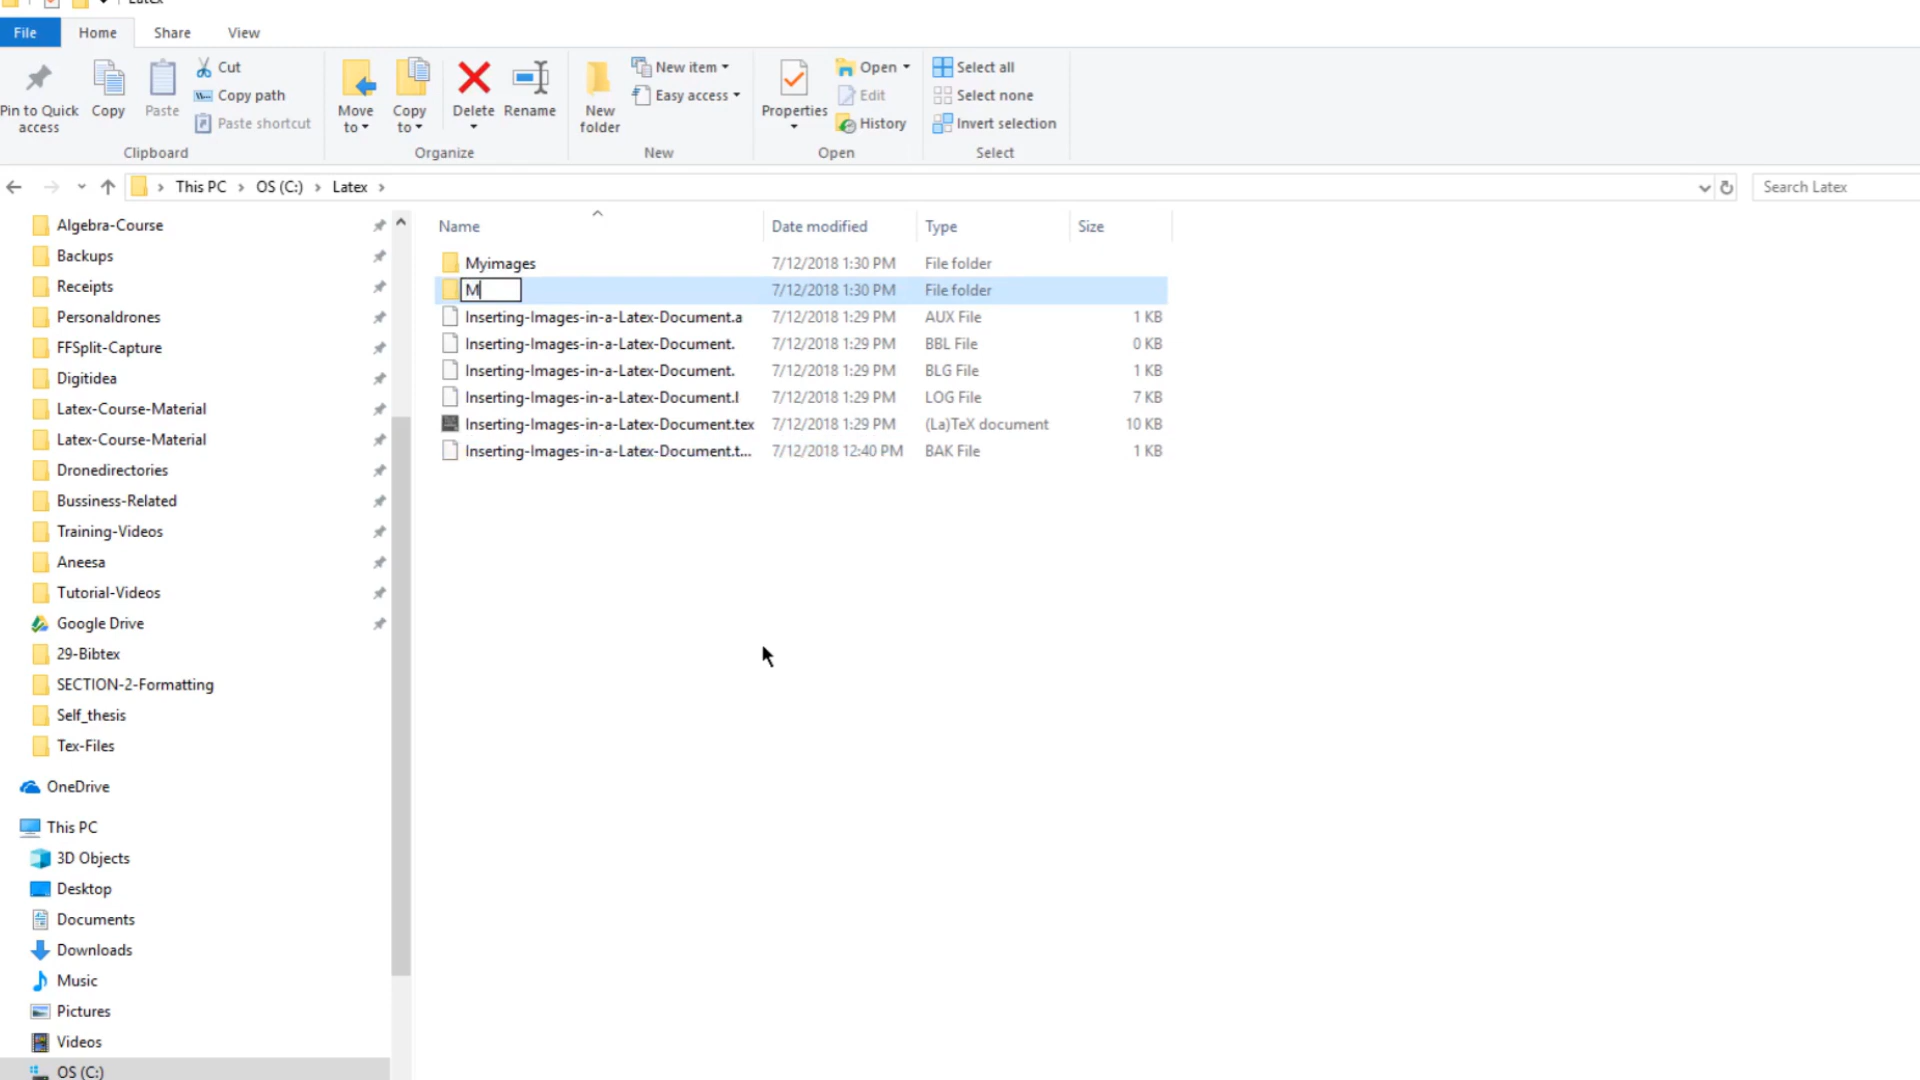 Latex
File Home Share View
Pin to Quick access
Copy
Paste
Cut
Copy path
Paste shortcut
Clipboard
Move to
Copy to
Delete
Rename
Organize
New folder
New item
Easy access
New
Properties
Open
Edit
History
Open
Select all
Select none
Invert selection
Select
This PC > OS (C:) > Latex >
Search Latex
Algebra-Course
Backups
Receipts
Personaldrones
FFSplit-Capture
Digitidea
Latex-Course-Material
Latex-Course-Material
Dronedirectories
Bussiness-Related
Training-Videos
Aneesa
Tutorial-Videos
Google Drive
29-Bibtex
SECTION-2-Formatting
Self_thesis
Tex-Files
OneDrive
This PC
3D Objects
Desktop
Documents
Downloads
Music
Pictures
Videos
OS (C:)
Name Date modified Type Size
Myimages 7/12/2018 1:30 PM File folder
M 7/12/2018 1:30 PM File folder
Inserting-Images-in-a-Latex-Document.a 7/12/2018 1:29 PM AUX File 1 KB
Inserting-Images-in-a-Latex-Document. 7/12/2018 1:29 PM BBL File 0 KB
Inserting-Images-in-a-Latex-Document. 7/12/2018 1:29 PM BLG File 1 KB
Inserting-Images-in-a-Latex-Document.l 7/12/2018 1:29 PM LOG File 7 KB
Inserting-Images-in-a-Latex-Document.tex 7/12/2018 1:29 PM (La)TeX document 10 KB
Inserting-Images-in-a-Latex-Document.t... 7/12/2018 12:40 PM BAK File 1 KB